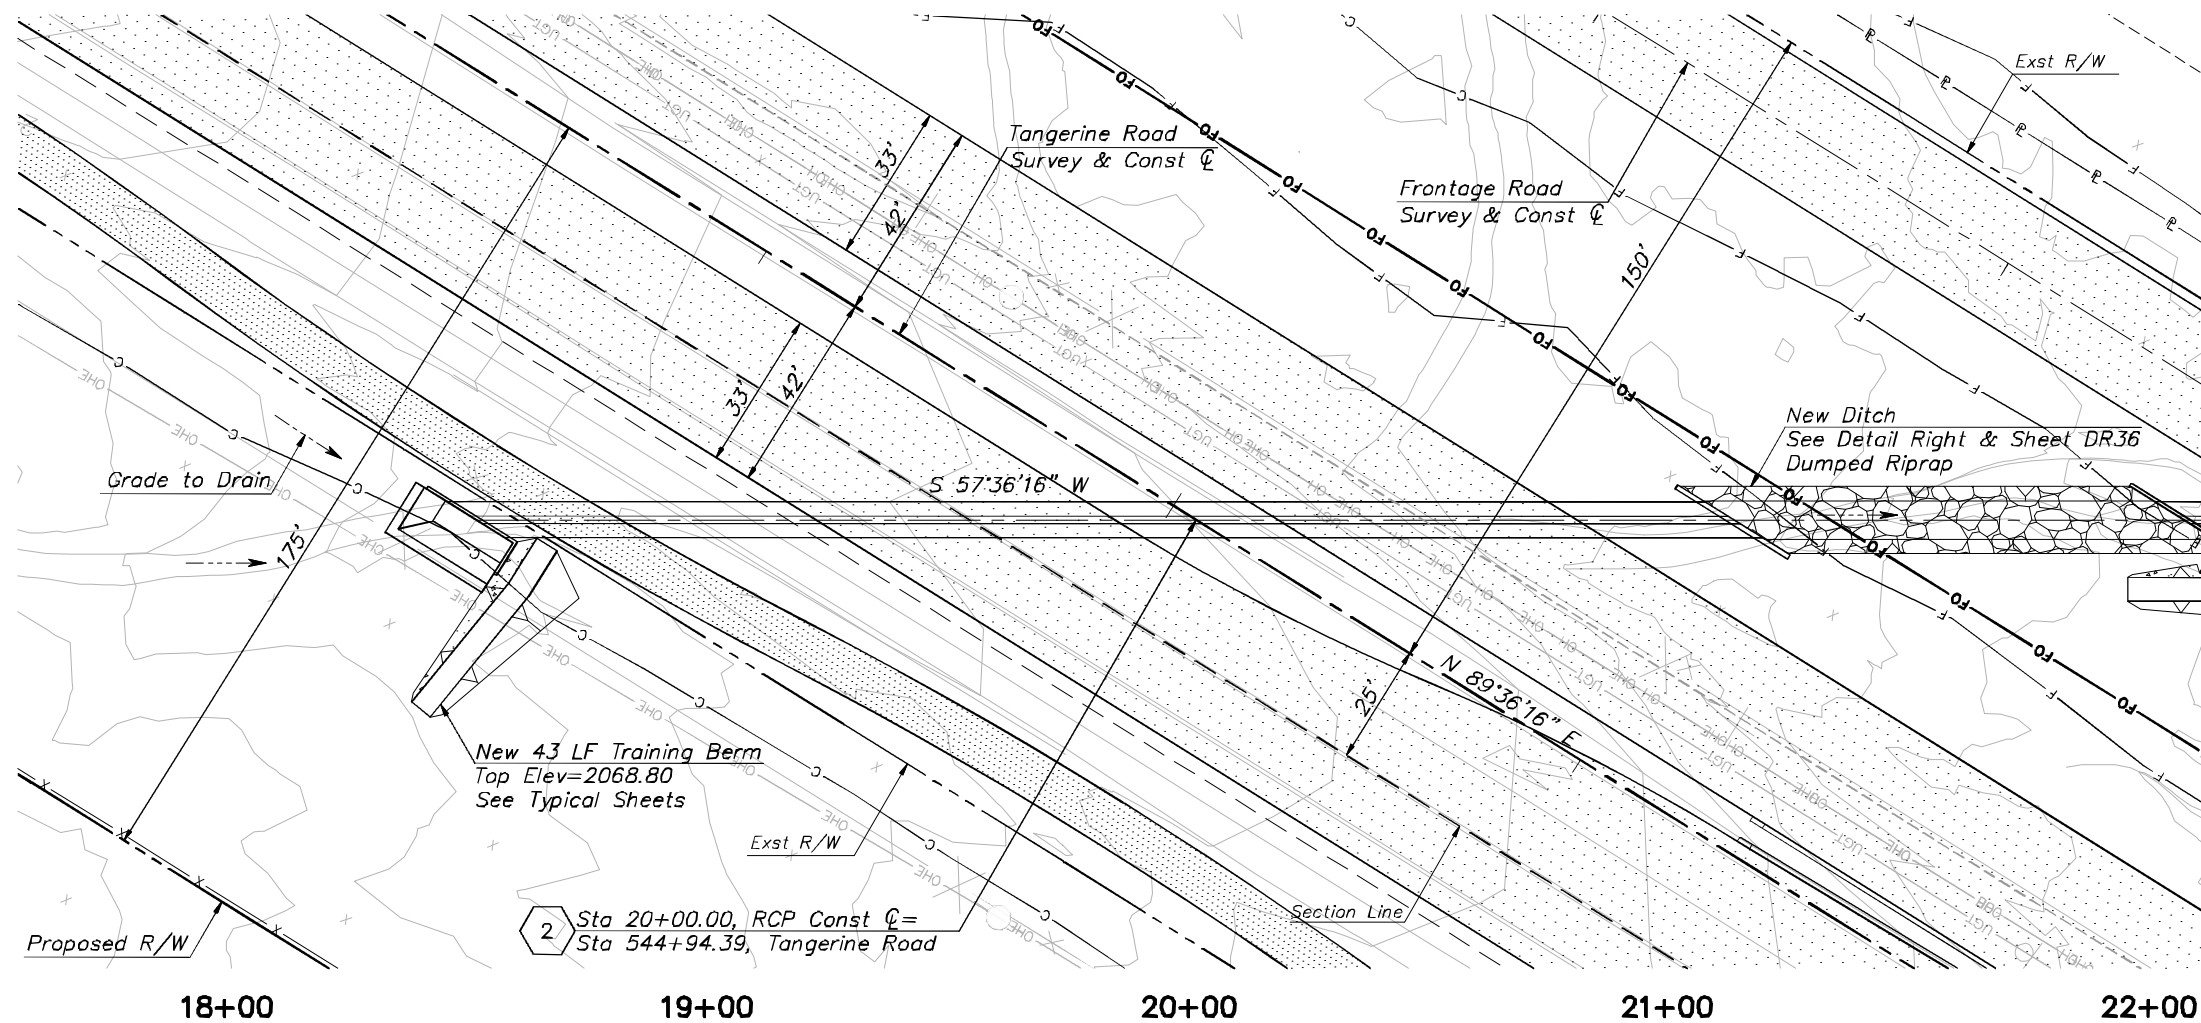 Exst R/W
Tangerine Road
Survey & Const ℄
33'
42'
Frontage Road
Survey & Const ℄
150'
33'
42'
New Ditch
See Detail Right & Sheet DR36
Dumped Riprap
Grade to Drain
S 57°36'16" W
175'
N 89°36'16" E
25'
New 43 LF Training Berm
Top Elev=2068.80
See Typical Sheets
Exst R/W
Section Line
2
Sta 20+00.00, RCP Const ℄=
Sta 544+94.39, Tangerine Road
Proposed R/W
18+00 19+00 20+00 21+00 22+00